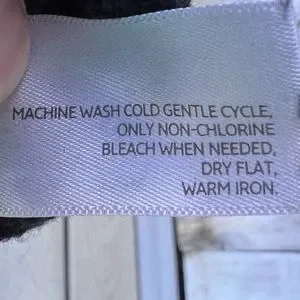 MACHINE WASH COLD GENTLE CYCLE,
ONLY NON-CHLORINE
BLEACH WHEN NEEDED,
DRY FLAT,
WARM IRON.